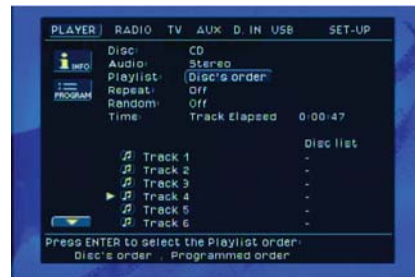 PLAYER RADIO TV AUX D. IN USB SET-UP
INFO
PROGRAM
Disc: CD
Audio: Stereo
Playlist: Disc's order
Repeat: Off
Random: Off
Time: Track Elapsed 0:00:47
Disc list
Track 1 -
Track 2 -
Track 3 -
Track 4 -
Track 5 -
Track 6 -
Press ENTER to select the Playlist order:
Disc's order , Programmed order